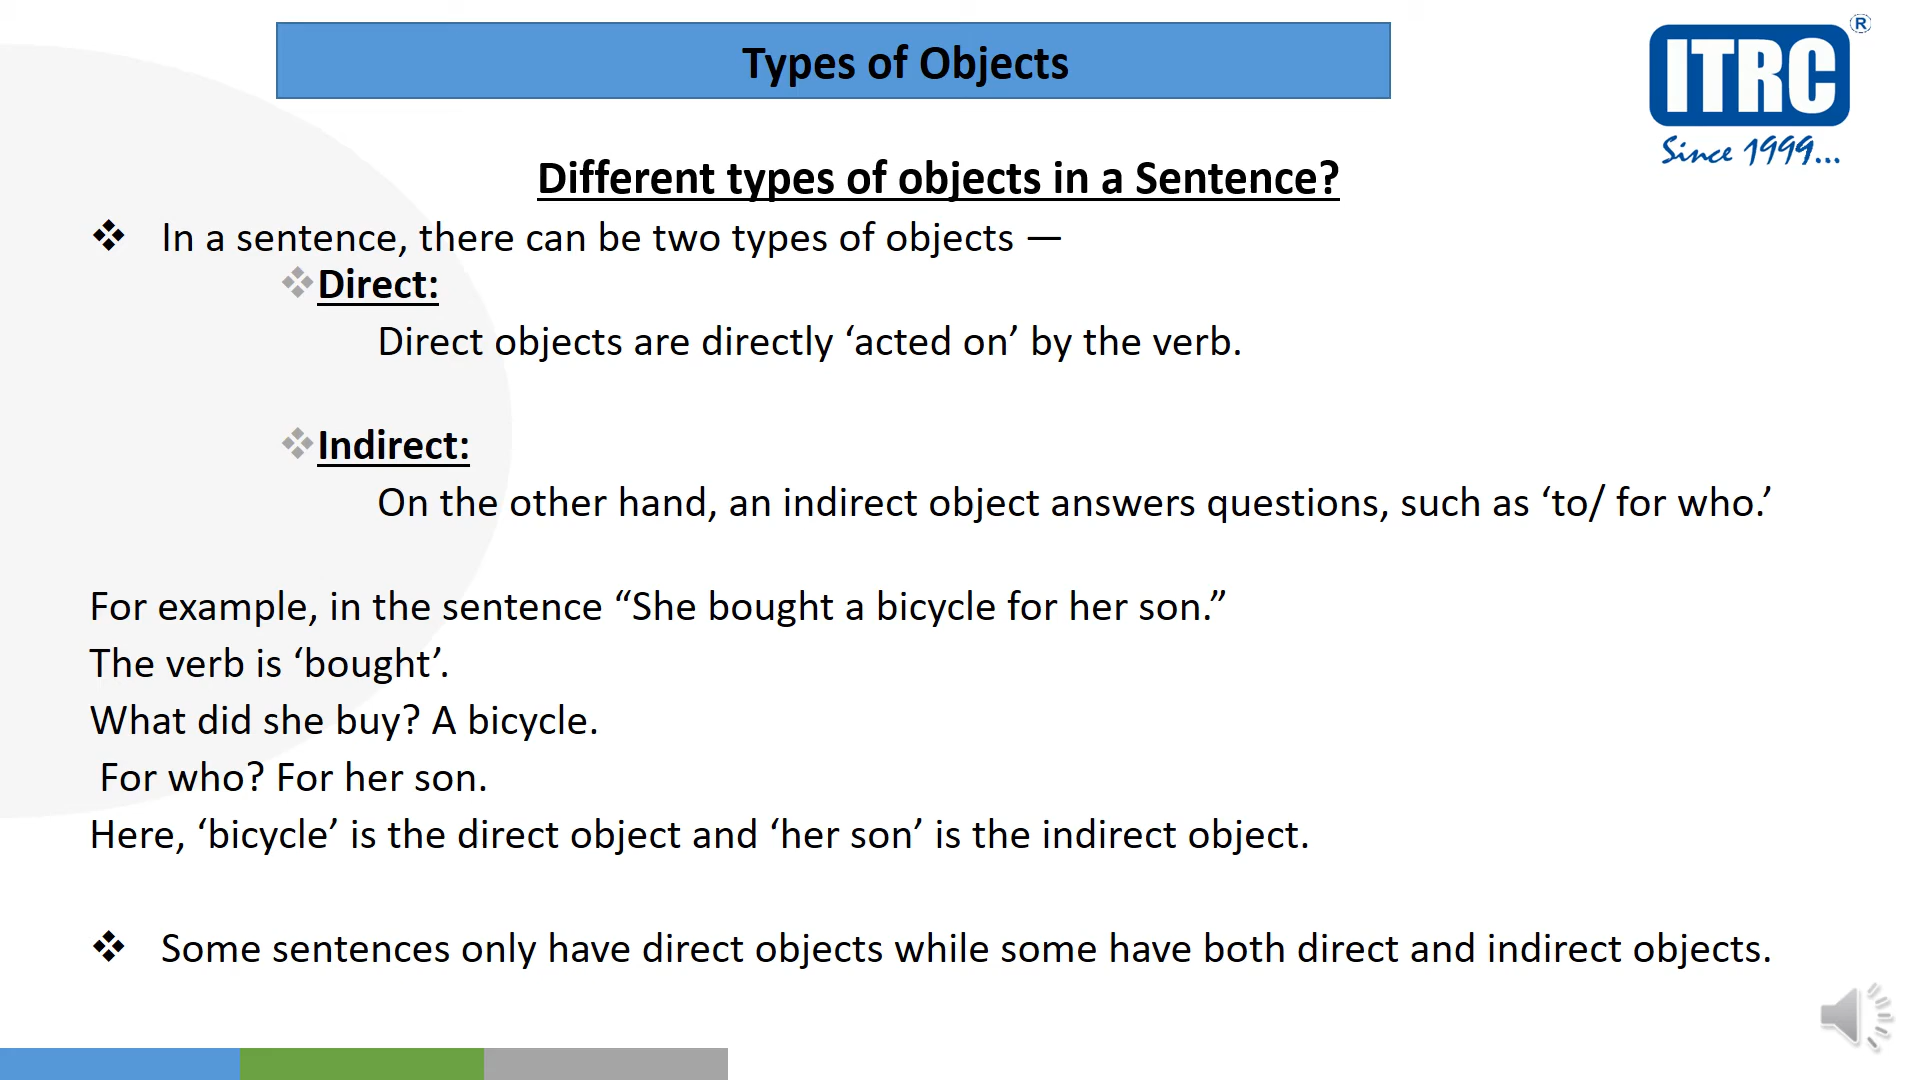 Types of Objects
ITRC
®
Since 1999...
Different types of objects in a Sentence?
❖ In a sentence, there can be two types of objects —
❖Direct:
Direct objects are directly ‘acted on’ by the verb.
❖Indirect:
On the other hand, an indirect object answers questions, such as ‘to/ for who.’
For example, in the sentence “She bought a bicycle for her son.”
The verb is ‘bought’.
What did she buy? A bicycle.
For who? For her son.
Here, ‘bicycle’ is the direct object and ‘her son’ is the indirect object.
❖ Some sentences only have direct objects while some have both direct and indirect objects.